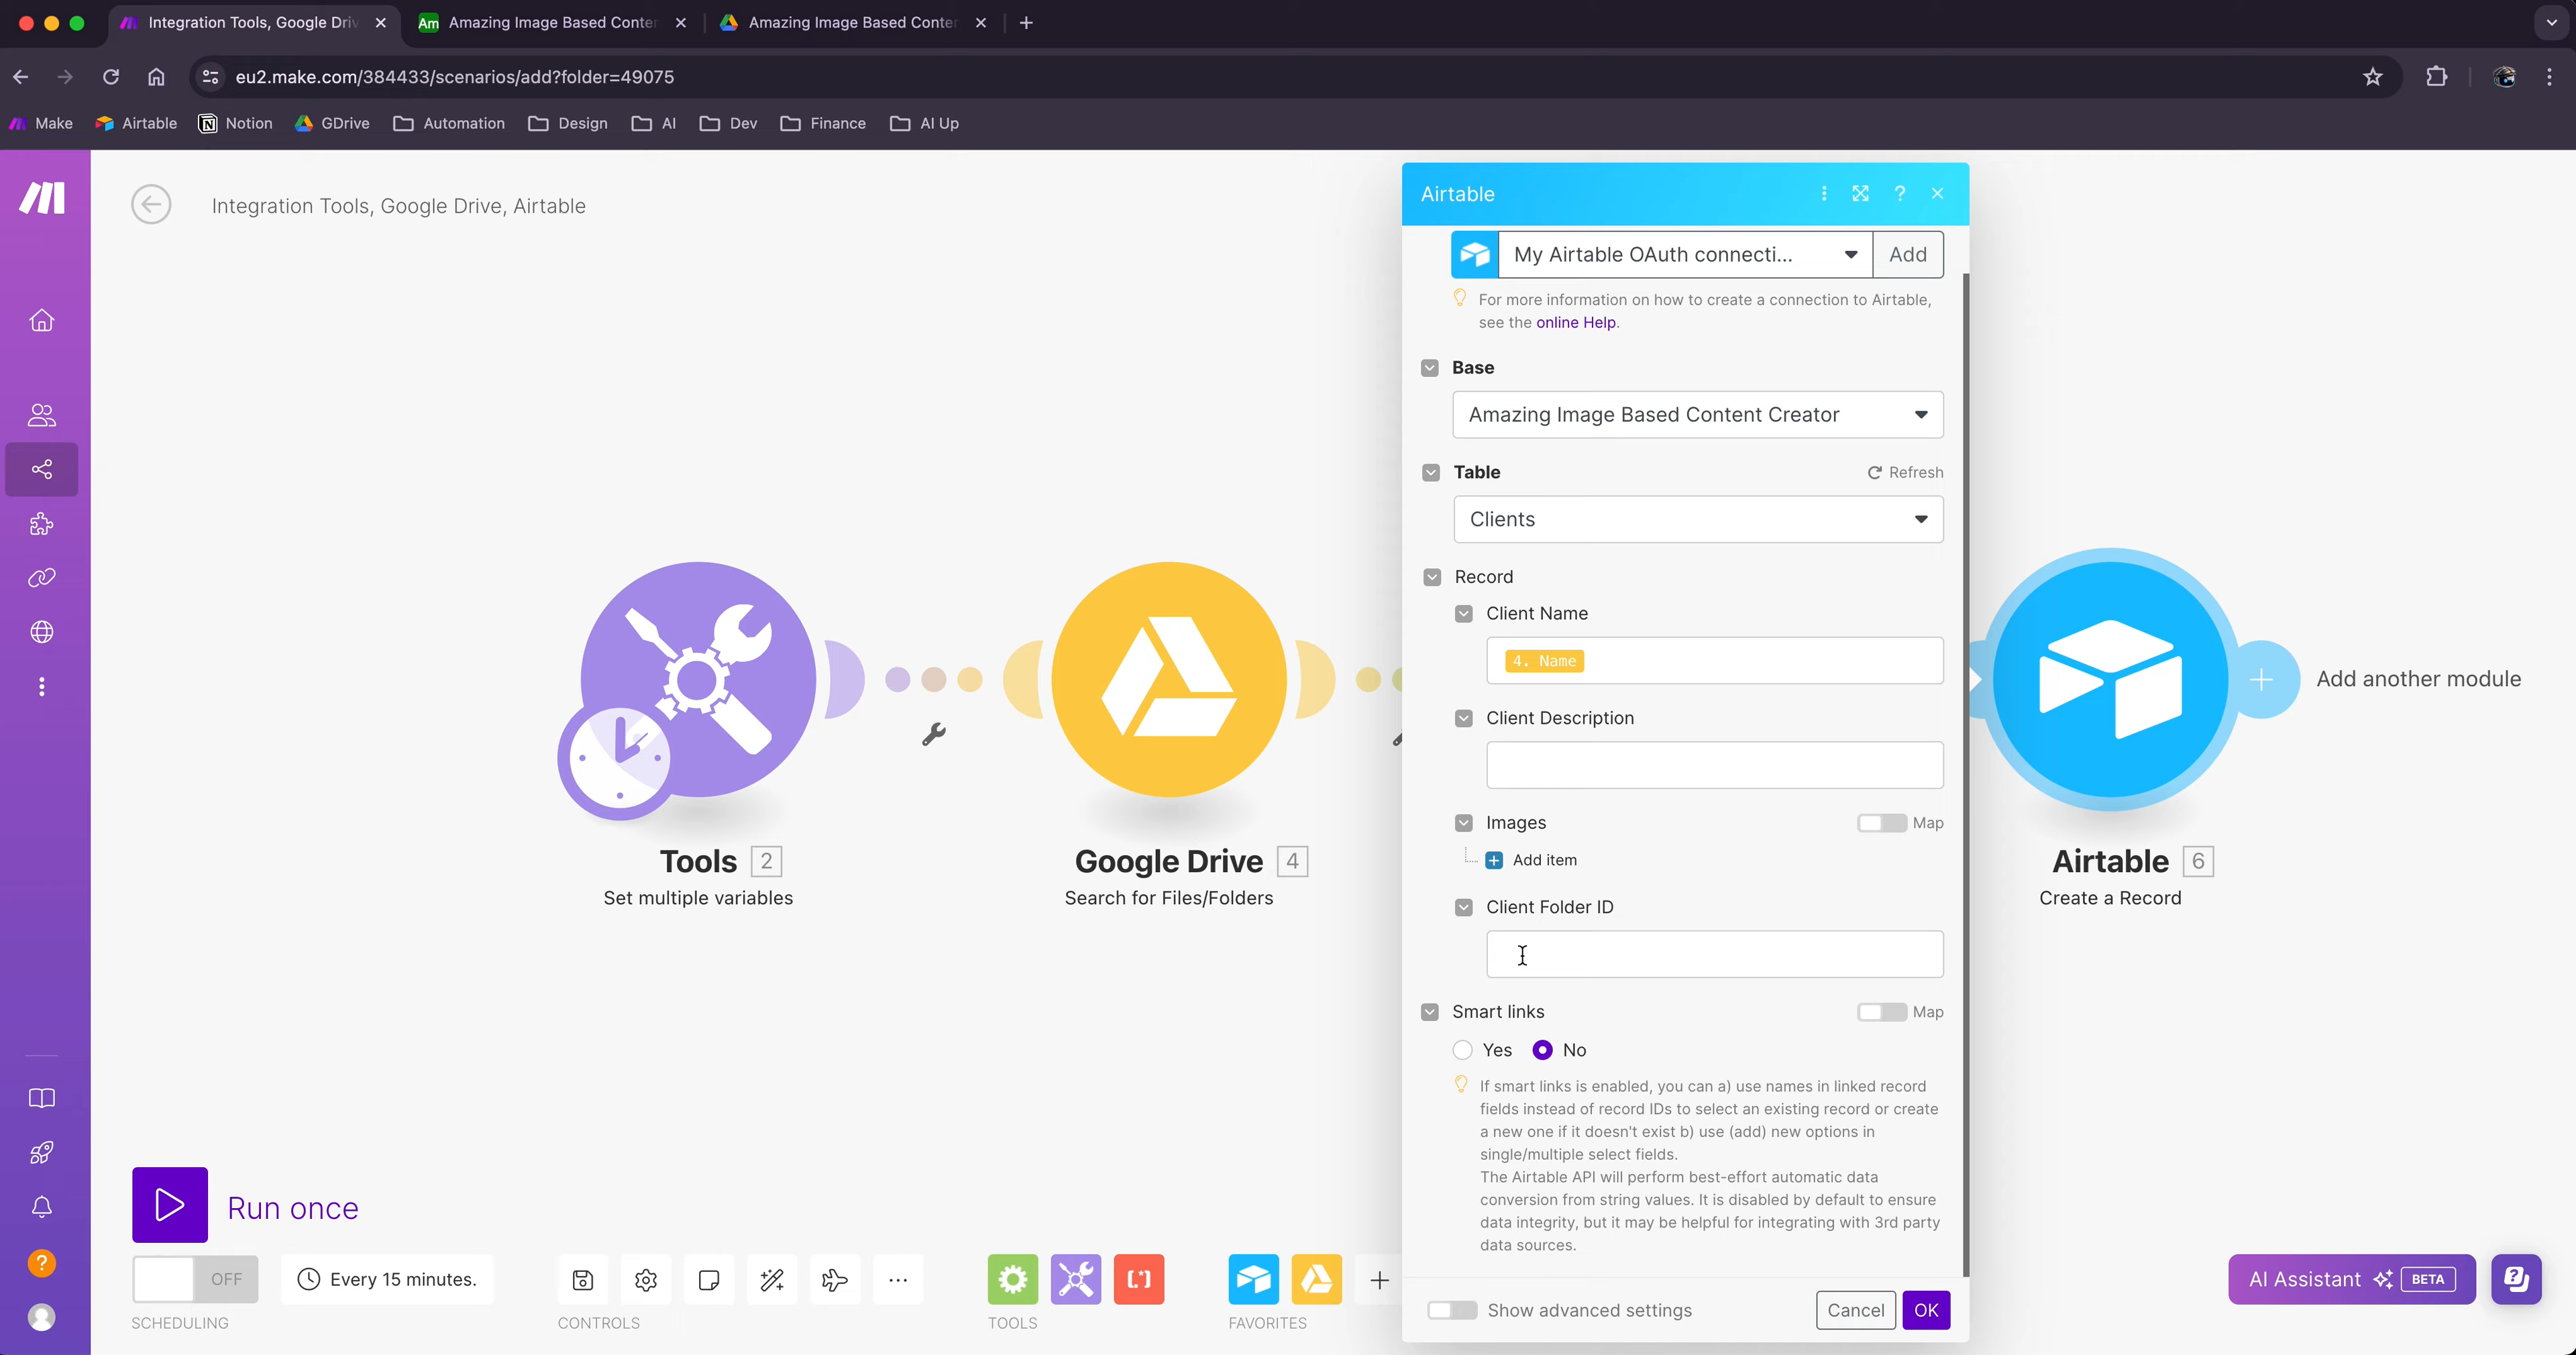 Integration Tools, Google Driv
Am Amazing Image Based Conten
Amazing Image Based Conten
eu2.make.com/384433/scenarios/add?folder=49075
Make
Airtable
Notion
GDrive
Automation
Design
AI
Dev
Finance
AI Up
Integration Tools, Google Drive, Airtable
Airtable
My Airtable OAuth connecti...
Add
For more information on how to create a connection to Airtable,
see the online Help.
Base
Amazing Image Based Content Creator
Table
Refresh
Clients
Record
Client Name
4. Name
Client Description
Images
Map
Add item
Client Folder ID
Smart links
Map
Yes
No
If smart links is enabled, you can a) use names in linked record
fields instead of record IDs to select an existing record or create
a new one if it doesn't exist b) use (add) new options in
single/multiple select fields.
The Airtable API will perform best-effort automatic data
conversion from string values. It is disabled by default to ensure
data integrity, but it may be helpful for integrating with 3rd party
data sources.
Show advanced settings
Cancel
OK
Tools 2
Set multiple variables
Google Drive 4
Search for Files/Folders
Airtable 6
Create a Record
Add another module
Run once
OFF
Every 15 minutes.
SCHEDULING
CONTROLS
TOOLS
FAVORITES
AI Assistant
BETA